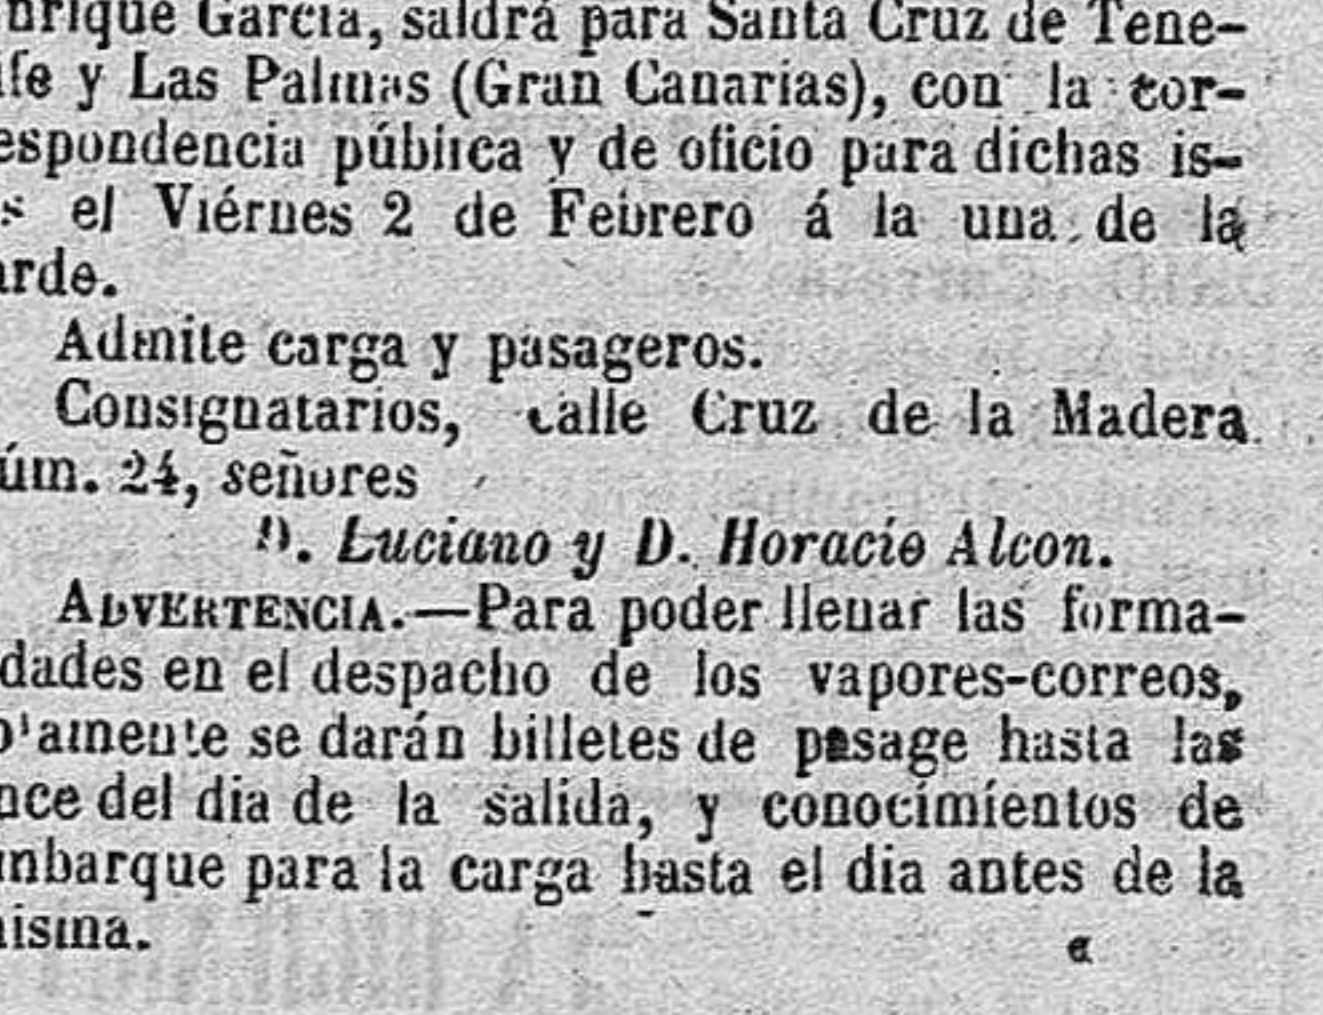 nrique García, saldrá para Santa Cruz de Tene-
ife y Las Palmas (Gran Canarias), con la cor-
espondencia pública y de oficio para dichas is-
s el Viérnes 2 de Febrero á la una de la
arde.
Admite carga y pasageros.
Consignatarios, calle Cruz de la Madera
úm. 24, señores
D. Luciano y D. Horacio Alcon.
ADVERTENCIA.—Para poder llenar las forma-
dades en el despacho de los vapores-correos,
olamente se darán billetes de pasage hasta las
nce del dia de la salida, y conocimientos de
mbarque para la carga hasta el dia antes de la
misma.
a